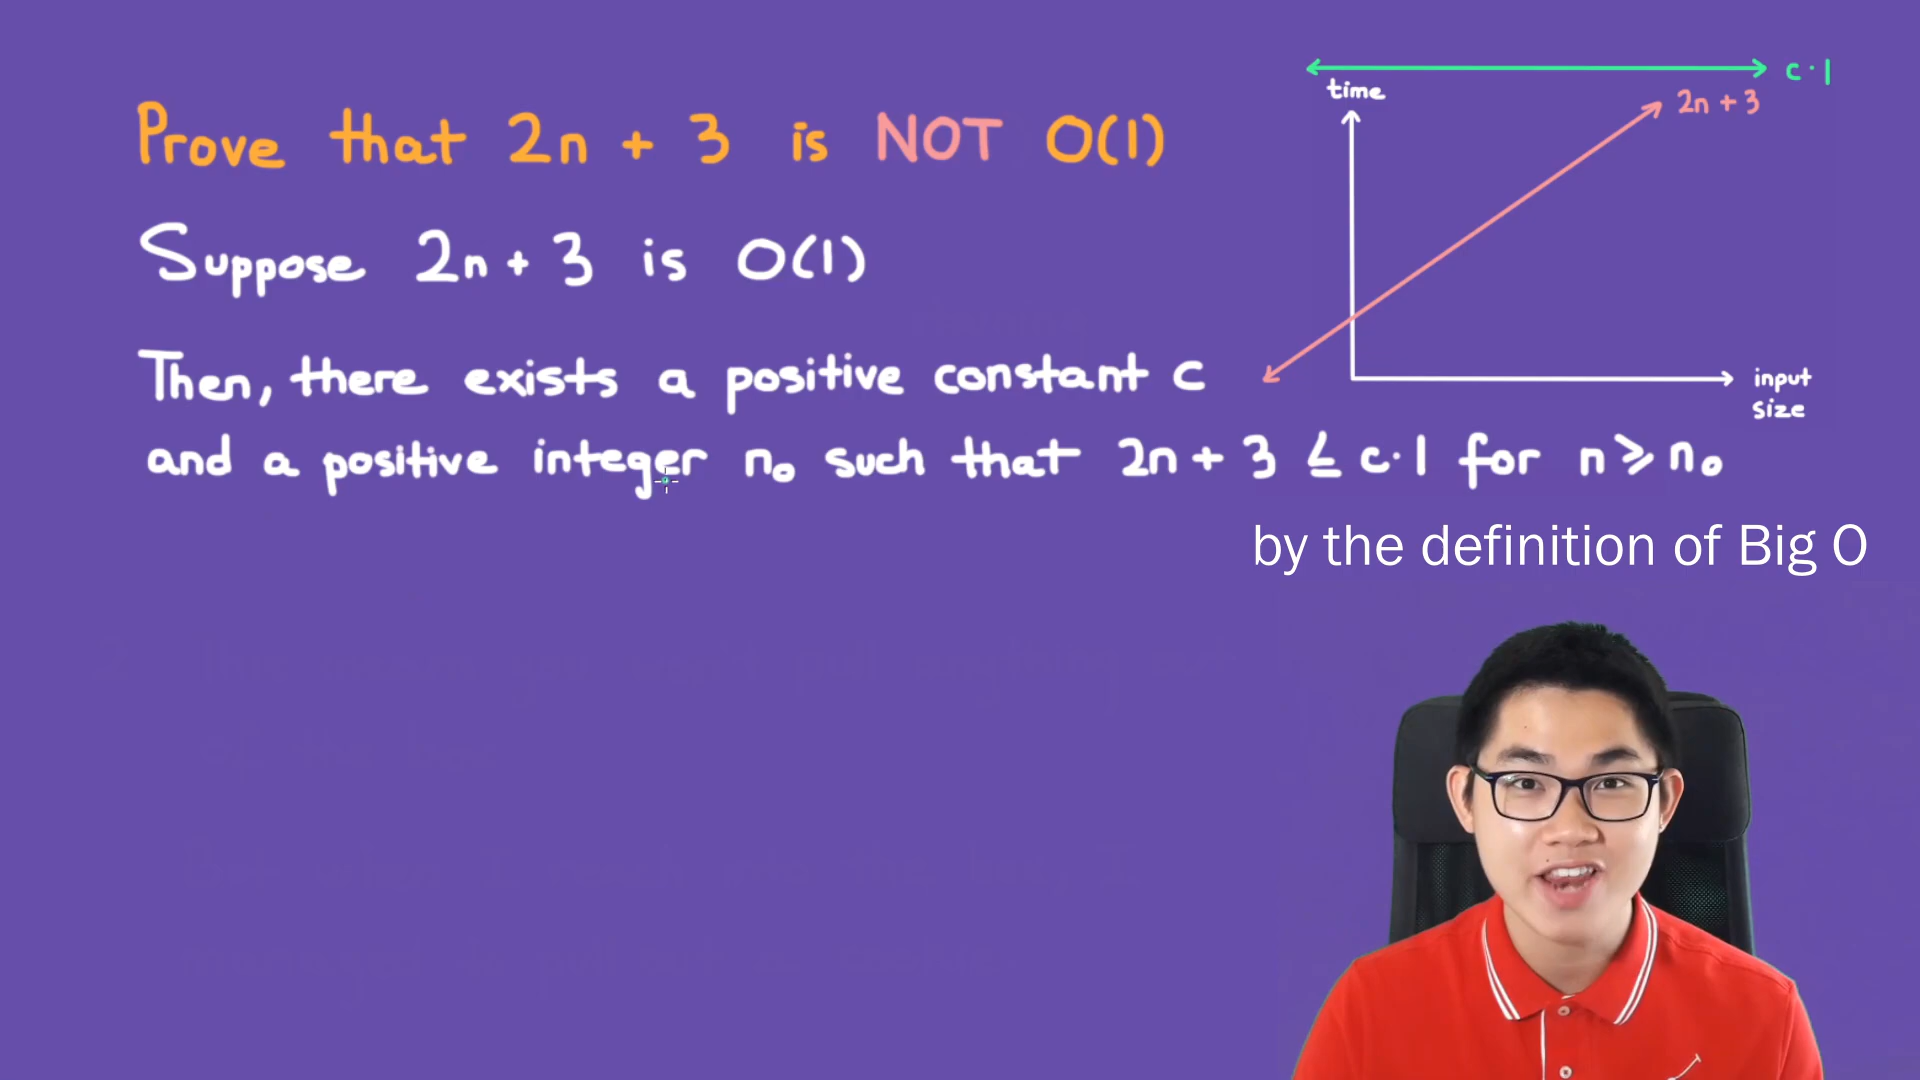 Prove that 2n + 3 is NOT O(1)
Suppose 2n + 3 is O(1)
Then, there exists a positive constant c
and a positive integer n₀ such that 2n + 3 ≤ c·1 for n ≥ n₀
by the definition of Big O
c·1
time
2n + 3
input
size